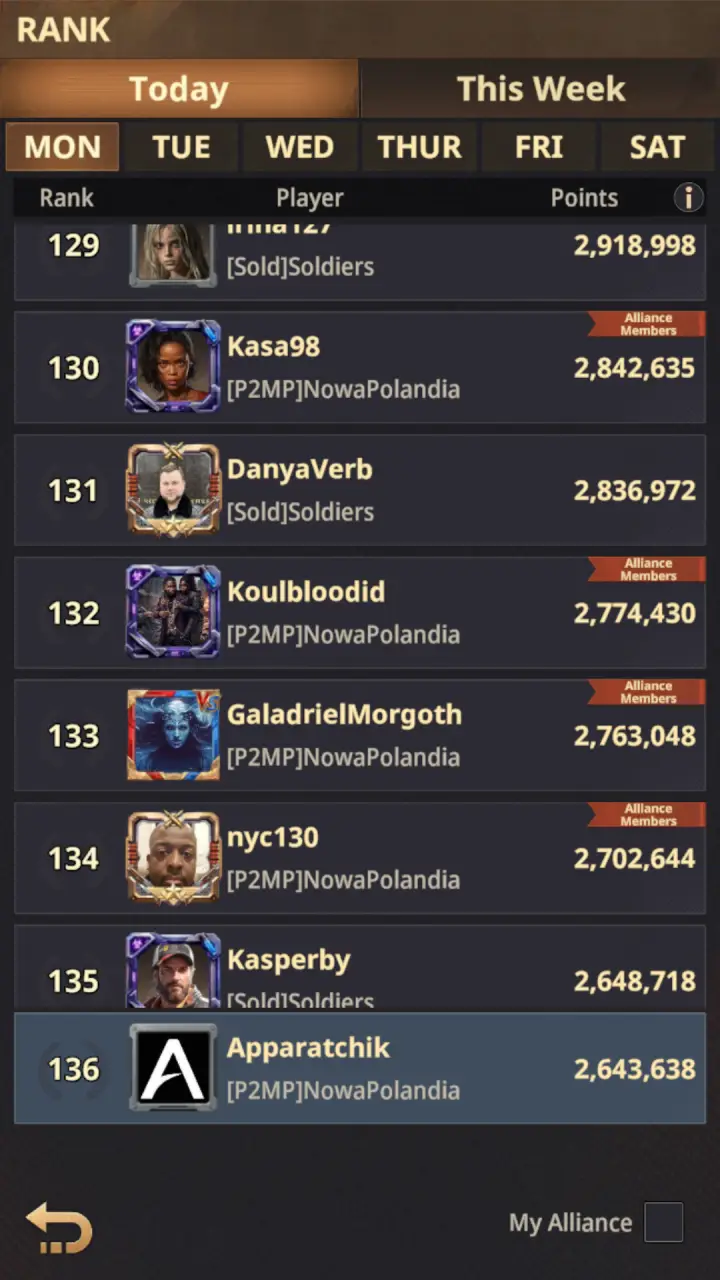 RANK
Today
This Week
MON
TUE
WED
THUR
FRI
SAT
Rank
Player
Points
i
129
Irina127
[Sold]Soldiers
2,918,998
130
Kasa98
[P2MP]NowaPolandia
Alliance
Members
2,842,635
131
DanyaVerb
[Sold]Soldiers
2,836,972
132
Koulbloodid
[P2MP]NowaPolandia
Alliance
Members
2,774,430
133
VS
GaladrielMorgoth
[P2MP]NowaPolandia
Alliance
Members
2,763,048
134
nyc130
[P2MP]NowaPolandia
Alliance
Members
2,702,644
135
Kasperby
[Sold]Soldiers
2,648,718
136
A
Apparatchik
[P2MP]NowaPolandia
2,643,638
My Alliance